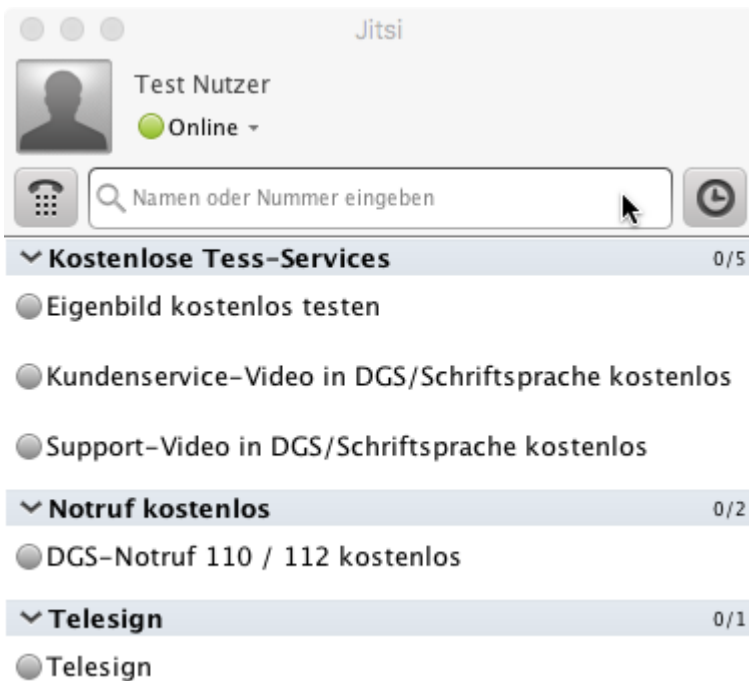 Jitsi
Test Nutzer
Online
Namen oder Nummer eingeben
Kostenlose Tess-Services 0/5
Eigenbild kostenlos testen
Kundenservice-Video in DGS/Schriftsprache kostenlos
Support-Video in DGS/Schriftsprache kostenlos
Notruf kostenlos 0/2
DGS-Notruf 110 / 112 kostenlos
Telesign 0/1
Telesign